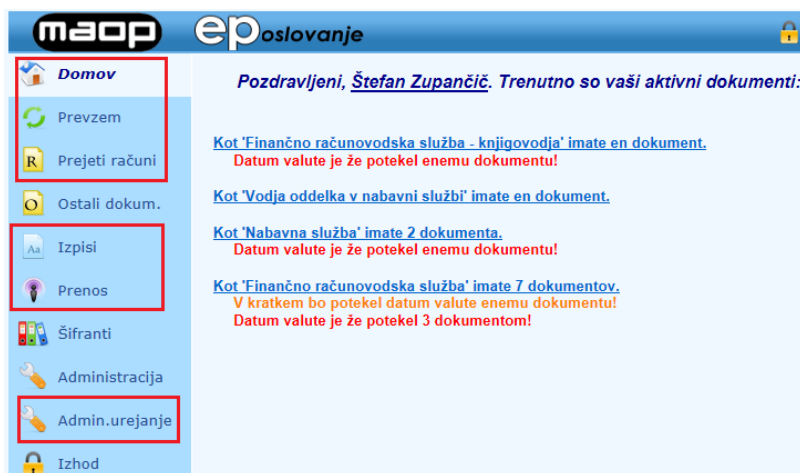 maop
ePoslovanje
Domov
Prevzem
R
Prejeti računi
O
Ostali dokum.
Aa
Izpisi
Prenos
Šifranti
Administracija
Admin.urejanje
Izhod
Pozdravljeni, Štefan Zupančič. Trenutno so vaši aktivni dokumenti:
Kot 'Finančno računovodska služba - knjigovodja' imate en dokument.
Datum valute je že potekel enemu dokumentu!
Kot 'Vodja oddelka v nabavni službi' imate en dokument.
Kot 'Nabavna služba' imate 2 dokumenta.
Datum valute je že potekel enemu dokumentu!
Kot 'Finančno računovodska služba' imate 7 dokumentov.
V kratkem bo potekel datum valute enemu dokumentu!
Datum valute je že potekel 3 dokumentom!